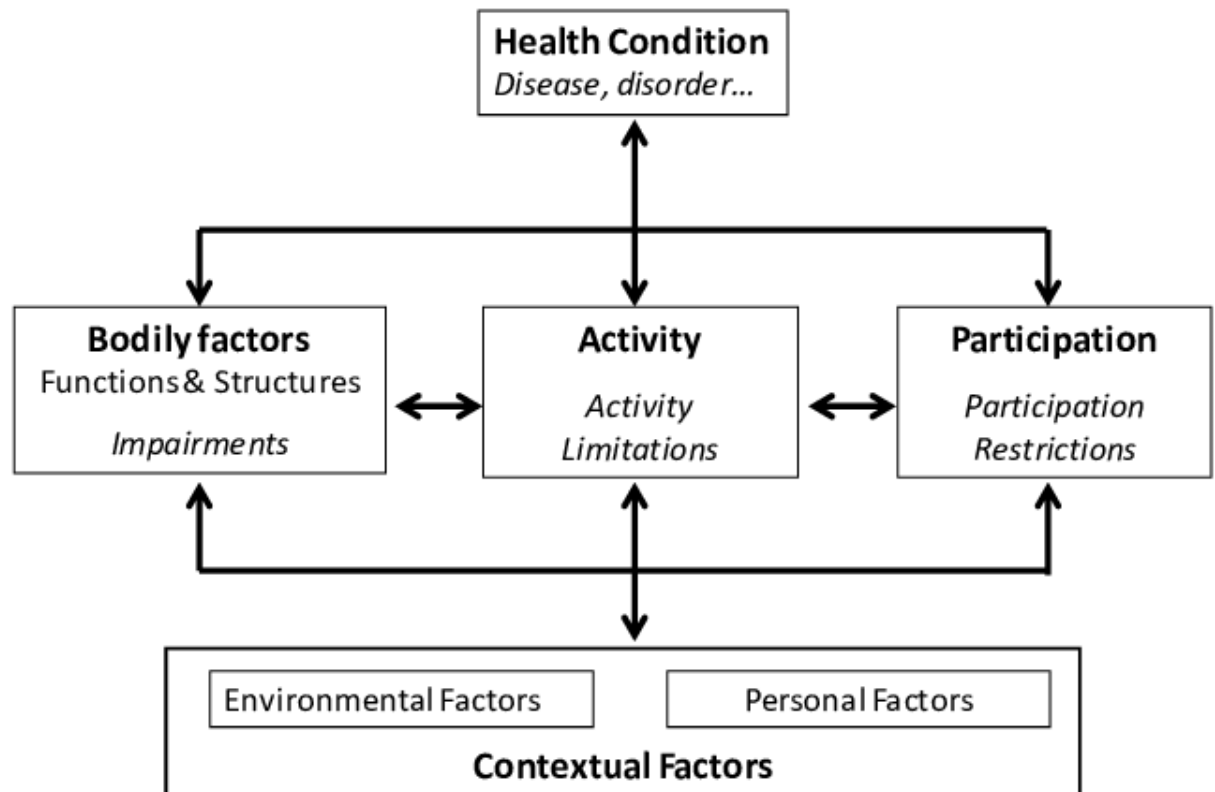 Health Condition
Disease, disorder...
Bodily factors
Functions & Structures
Impairments
Activity
Activity
Limitations
Participation
Participation
Restrictions
Environmental Factors
Personal Factors
Contextual Factors